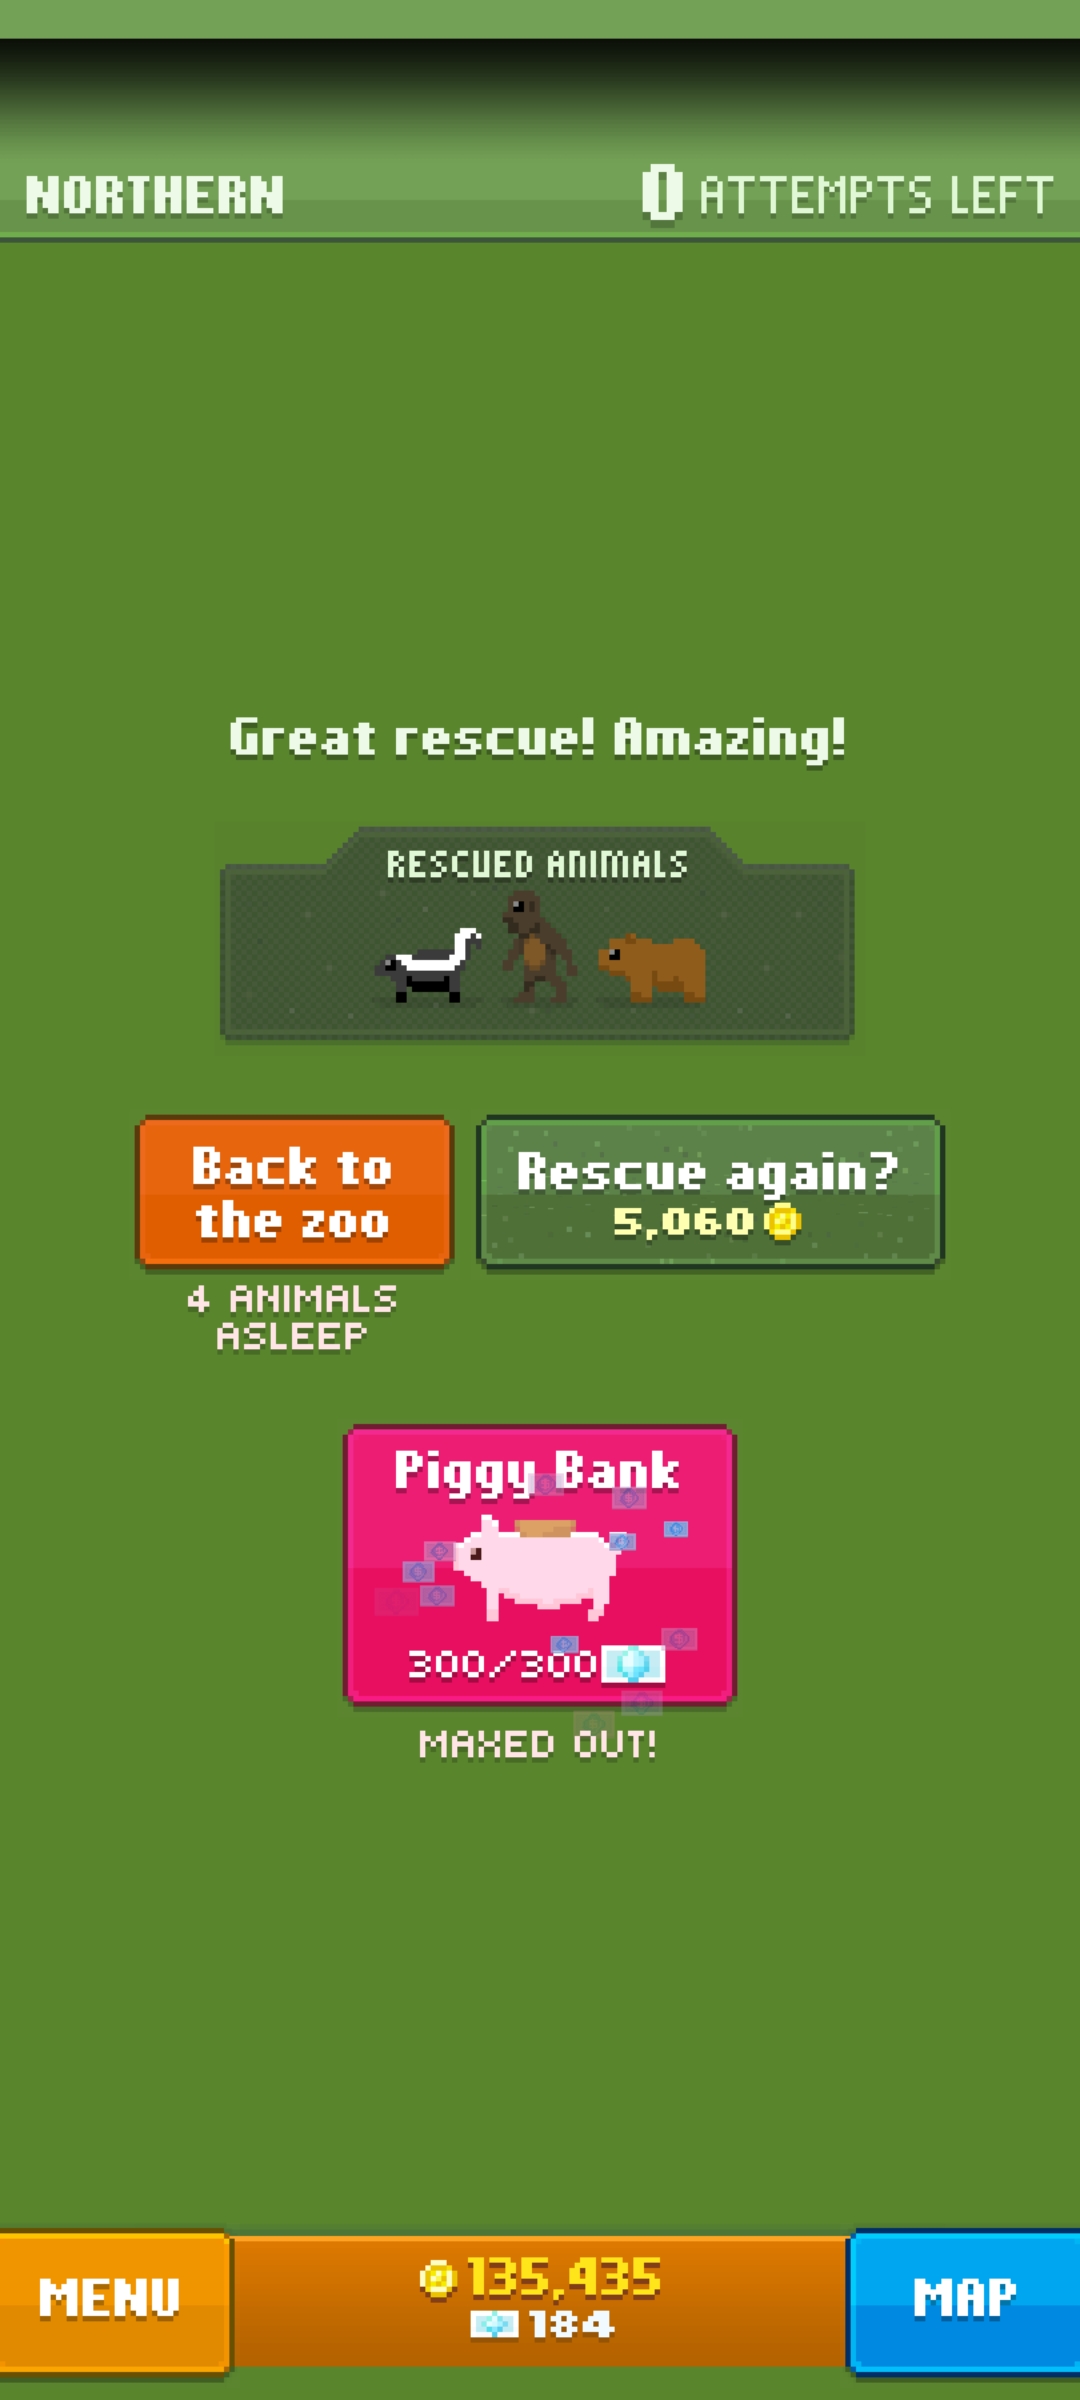 NORTHERN
0 ATTEMPTS LEFT
Great rescue! Amazing!
RESCUED ANIMALS
Back to
the zoo
Rescue again?
5,060
4 ANIMALS
ASLEEP
Piggy Bank
300/300
MAXED OUT!
MENU
135,435
184
MAP